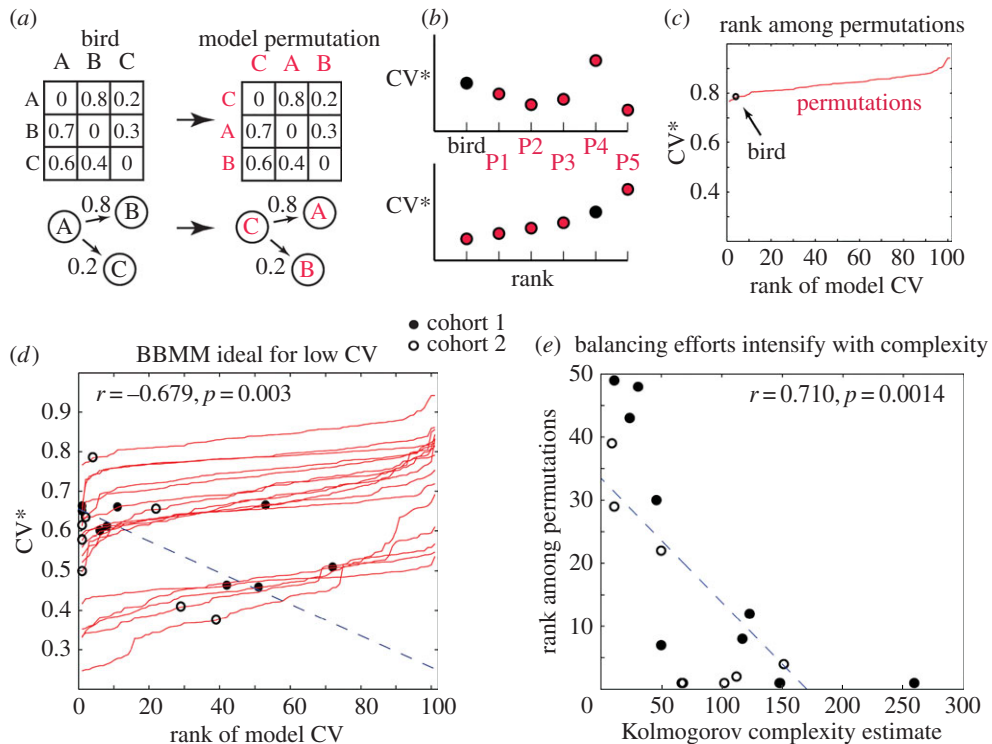 (a)
bird
A B C
A 0 0.8 0.2
B 0.7 0 0.3
C 0.6 0.4 0
model permutation
C A B
C 0 0.8 0.2
A 0.7 0 0.3
B 0.6 0.4 0
A 0.8 B
0.2 C
C 0.8 A
0.2 B
(b)
CV*
bird P1 P2 P3 P4 P5
CV*
rank
(c)
rank among permutations
1.0
0.8
0.6
0.4
CV*
permutations
bird
0 20 40 60 80 100
rank of model CV
cohort 1
cohort 2
(d)
BBMM ideal for low CV
r = –0.679, p = 0.003
0.9
0.8
0.7
0.6
0.5
0.4
0.3
CV*
0 20 40 60 80 100
rank of model CV
(e)
balancing efforts intensify with complexity
r = 0.710, p = 0.0014
50
40
30
20
10
rank among permutations
0 50 100 150 200 250 300
Kolmogorov complexity estimate